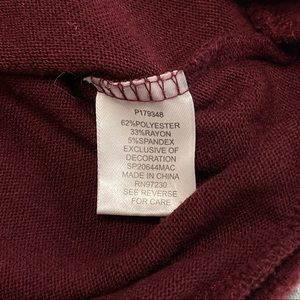 P179348
62%POLYESTER
33%RAYON
5%SPANDEX
EXCLUSIVE OF
DECORATION
SP20644MAC
MADE IN CHINA
RN97230
SEE REVERSE
FOR CARE